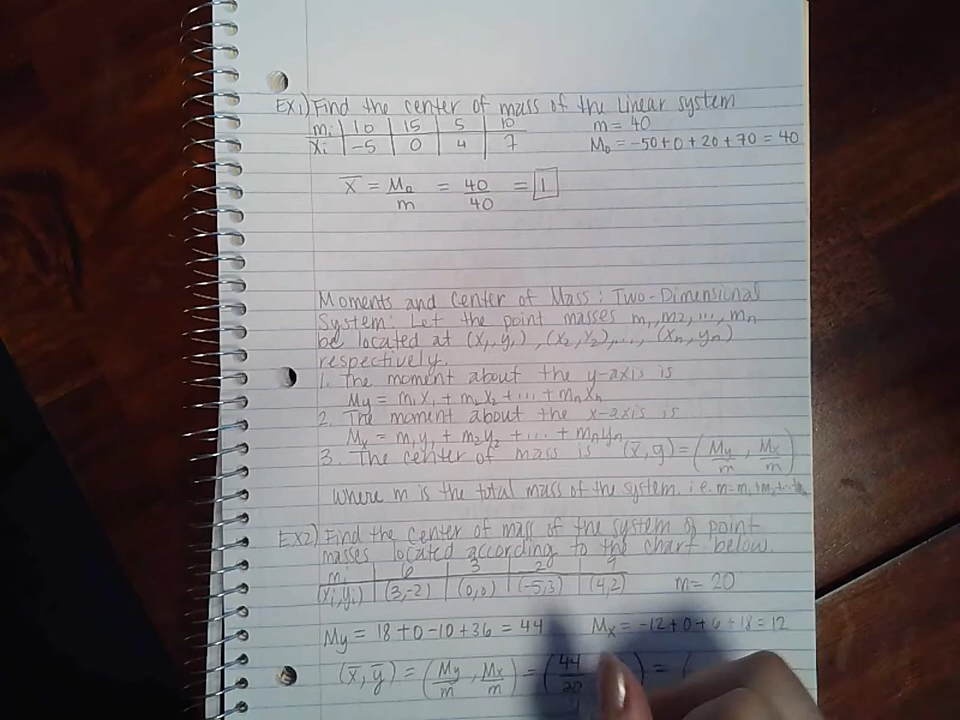 EX1) Find the center of mass of the linear system
mi 10 15 5 10 m = 40
xi -5 0 4 7 M0 = -50+0+20+70 = 40
x̄ = M0/m = 40/40 = 1
Moments and Center of Mass: Two-Dimensional
System: Let the point masses m1, m2, ..., mn
be located at (x1, y1), (x2, y2), ..., (xn, yn)
respectively.
1. The moment about the y-axis is
My = m1x1 + m2x2 + ... + mnxn
2. The moment about the x-axis is
Mx = m1y1 + m2y2 + ... + mnyn
3. The center of mass is (x̄, ȳ) = (My/m, Mx/m)
where m is the total mass of the system. i.e. m = m1 + m2 +
EX2) Find the center of mass of the system of point
masses located according to the chart below.
mi 6 3 2 9
(xi, yi) (3,-2) (0,0) (-5,3) (4,2) m = 20
My = 18 + 0 - 10 + 36 = 44 Mx = -12 + 0 + 6 + 18 = 12
(x̄, ȳ) = (My/m, Mx/m) = (44/20 ) = (